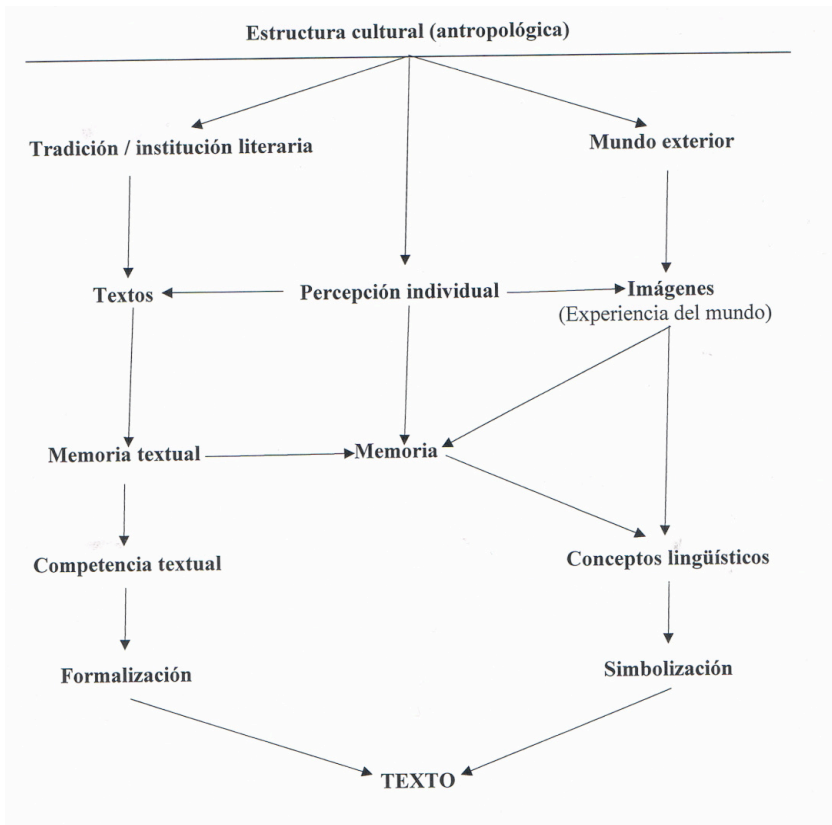 Estructura cultural (antropológica)
Tradición / institución literaria
Mundo exterior
Textos
Percepción individual
Imágenes
(Experiencia del mundo)
Memoria textual
Memoria
Competencia textual
Conceptos lingüísticos
Formalización
Simbolización
TEXTO